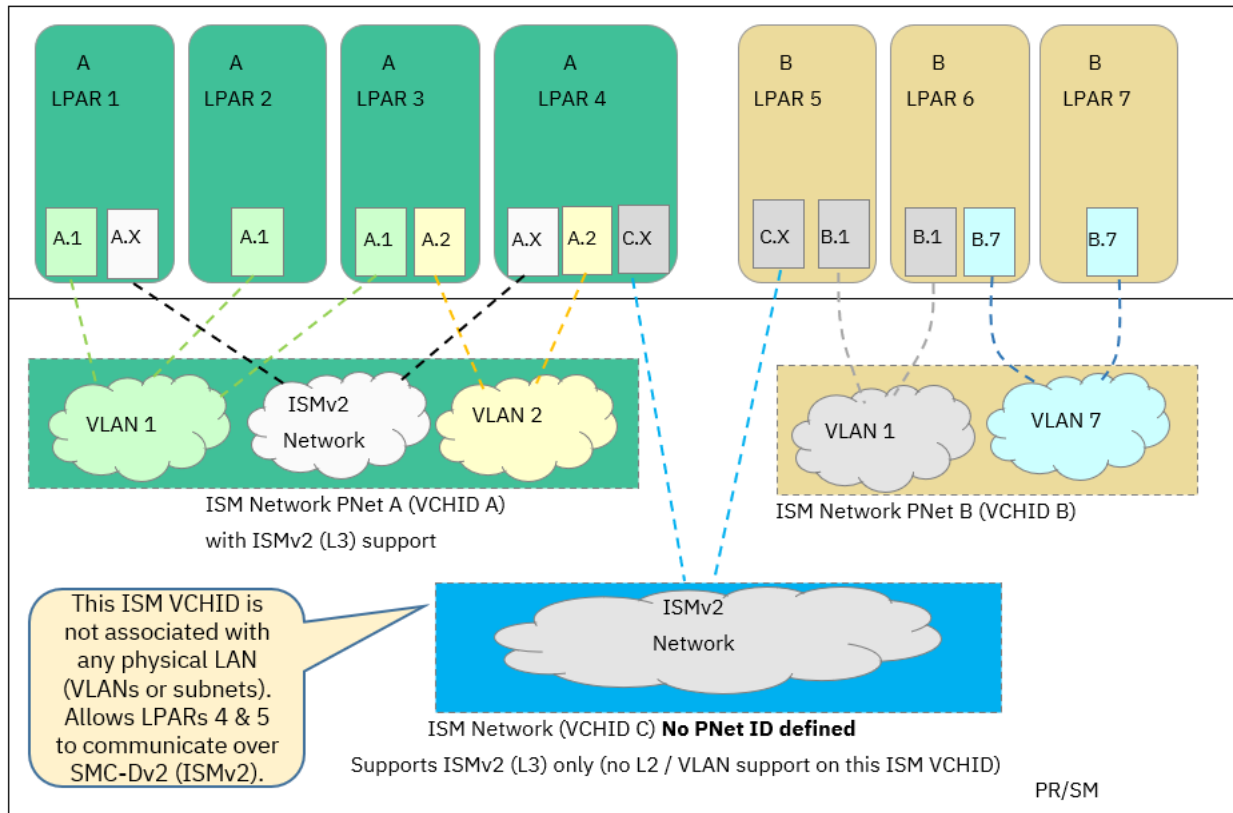 A
LPAR 1
A
LPAR 2
A
LPAR 3
A
LPAR 4
B
LPAR 5
B
LPAR 6
B
LPAR 7
A.1
A.X
A.1
A.1
A.2
A.X
A.2
C.X
C.X
B.1
B.1
B.7
B.7
VLAN 1
ISMv2
Network
VLAN 2
VLAN 1
VLAN 7
ISM Network PNet A (VCHID A)
with ISMv2 (L3) support
ISM Network PNet B (VCHID B)
This ISM VCHID is
not associated with
any physical LAN
(VLANs or subnets).
Allows LPARs 4 & 5
to communicate over
SMC-Dv2 (ISMv2).
ISMv2
Network
ISM Network (VCHID C) No PNet ID defined
Supports ISMv2 (L3) only (no L2 / VLAN support on this ISM VCHID)
PR/SM